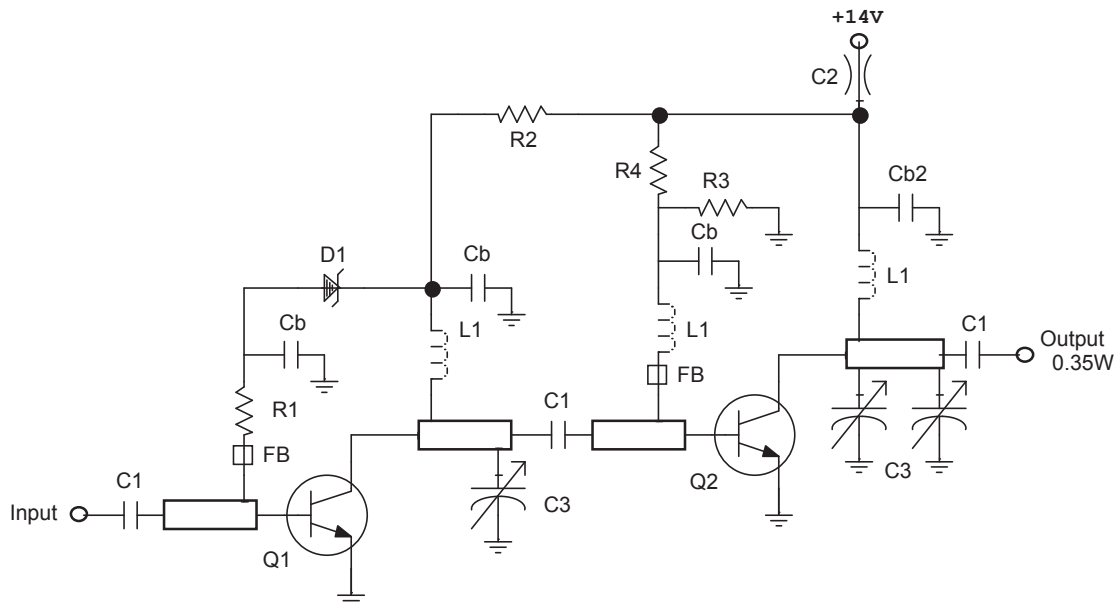 +14V
C2
R2
R4
R3
Cb2
Cb
D1
Cb
L1
Cb
L1
L1
C1
Output
0.35W
R1
FB
C1
FB
C3
Q2
C1
C3
Input
Q1